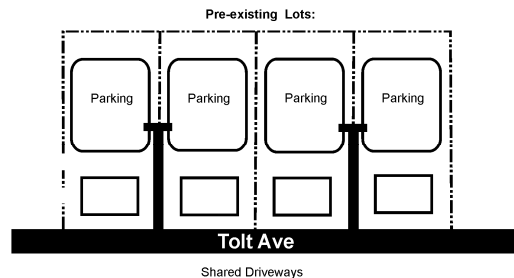 Pre-existing Lots:
Parking Parking Parking Parking
Tolt Ave
Shared Driveways